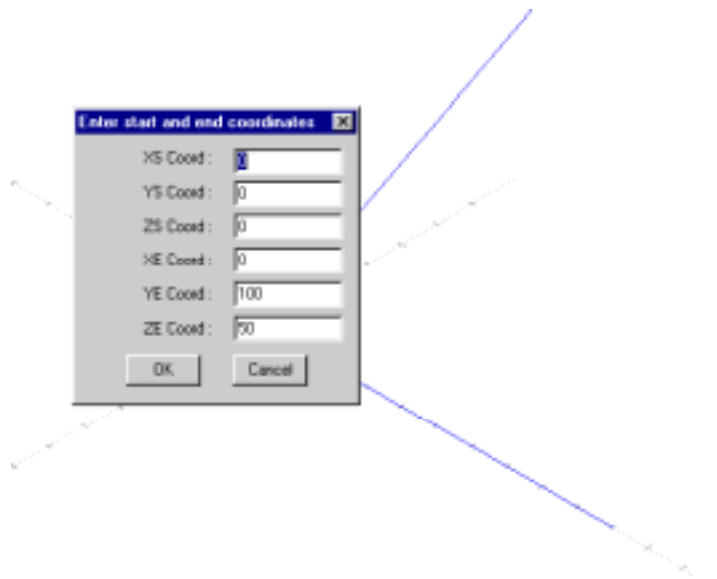 Enter start and end coordinates
XS Coord : 0
YS Coord : 0
ZS Coord : 0
XE Coord : 0
YE Coord : 100
ZE Coord : 50
OK Cancel